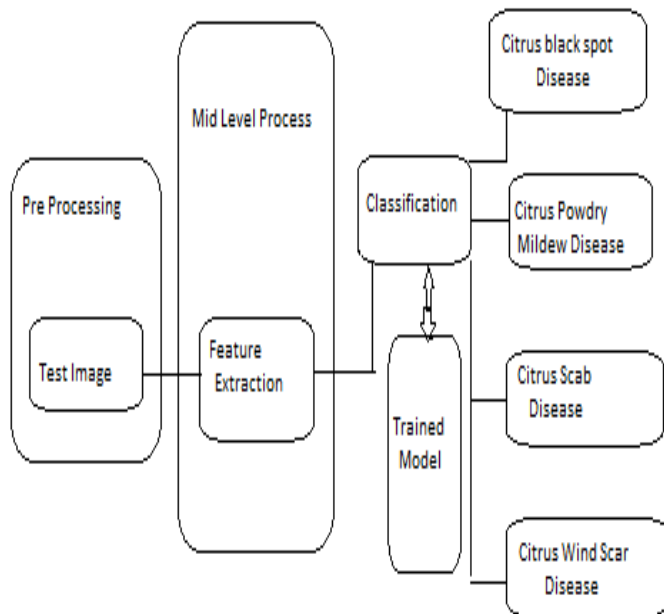 Pre Processing
Test Image
Mid Level Process
Feature
Extraction
Classification
Trained
Model
Citrus black spot
Disease
Citrus Powdry
Mildew Disease
Citrus Scab
Disease
Citrus Wind Scar
Disease